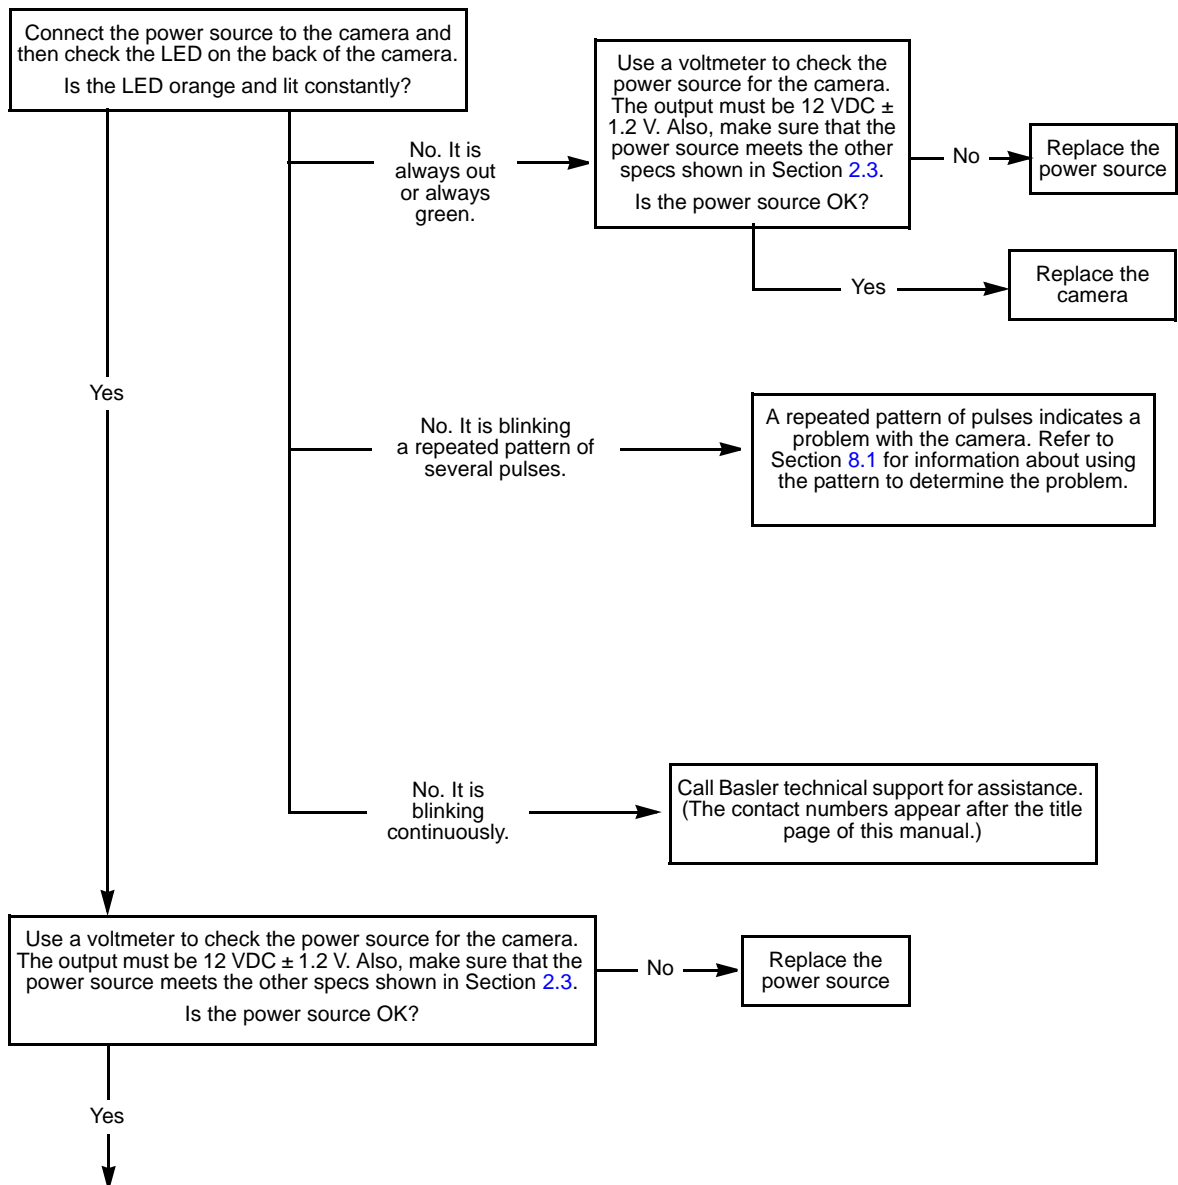 Connect the power source to the camera and
then check the LED on the back of the camera.
Is the LED orange and lit constantly?
No. It is
always out
or always
green.
Use a voltmeter to check the
power source for the camera.
The output must be 12 VDC ±
1.2 V. Also, make sure that the
power source meets the other
specs shown in Section 2.3.
Is the power source OK?
No
Replace the
power source
Yes
Replace the
camera
Yes
No. It is blinking
a repeated pattern of
several pulses.
A repeated pattern of pulses indicates a
problem with the camera. Refer to
Section 8.1 for information about using
the pattern to determine the problem.
No. It is
blinking
continuously.
Call Basler technical support for assistance.
(The contact numbers appear after the title
page of this manual.)
Use a voltmeter to check the power source for the camera.
The output must be 12 VDC ± 1.2 V. Also, make sure that the
power source meets the other specs shown in Section 2.3.
Is the power source OK?
No
Replace the
power source
Yes